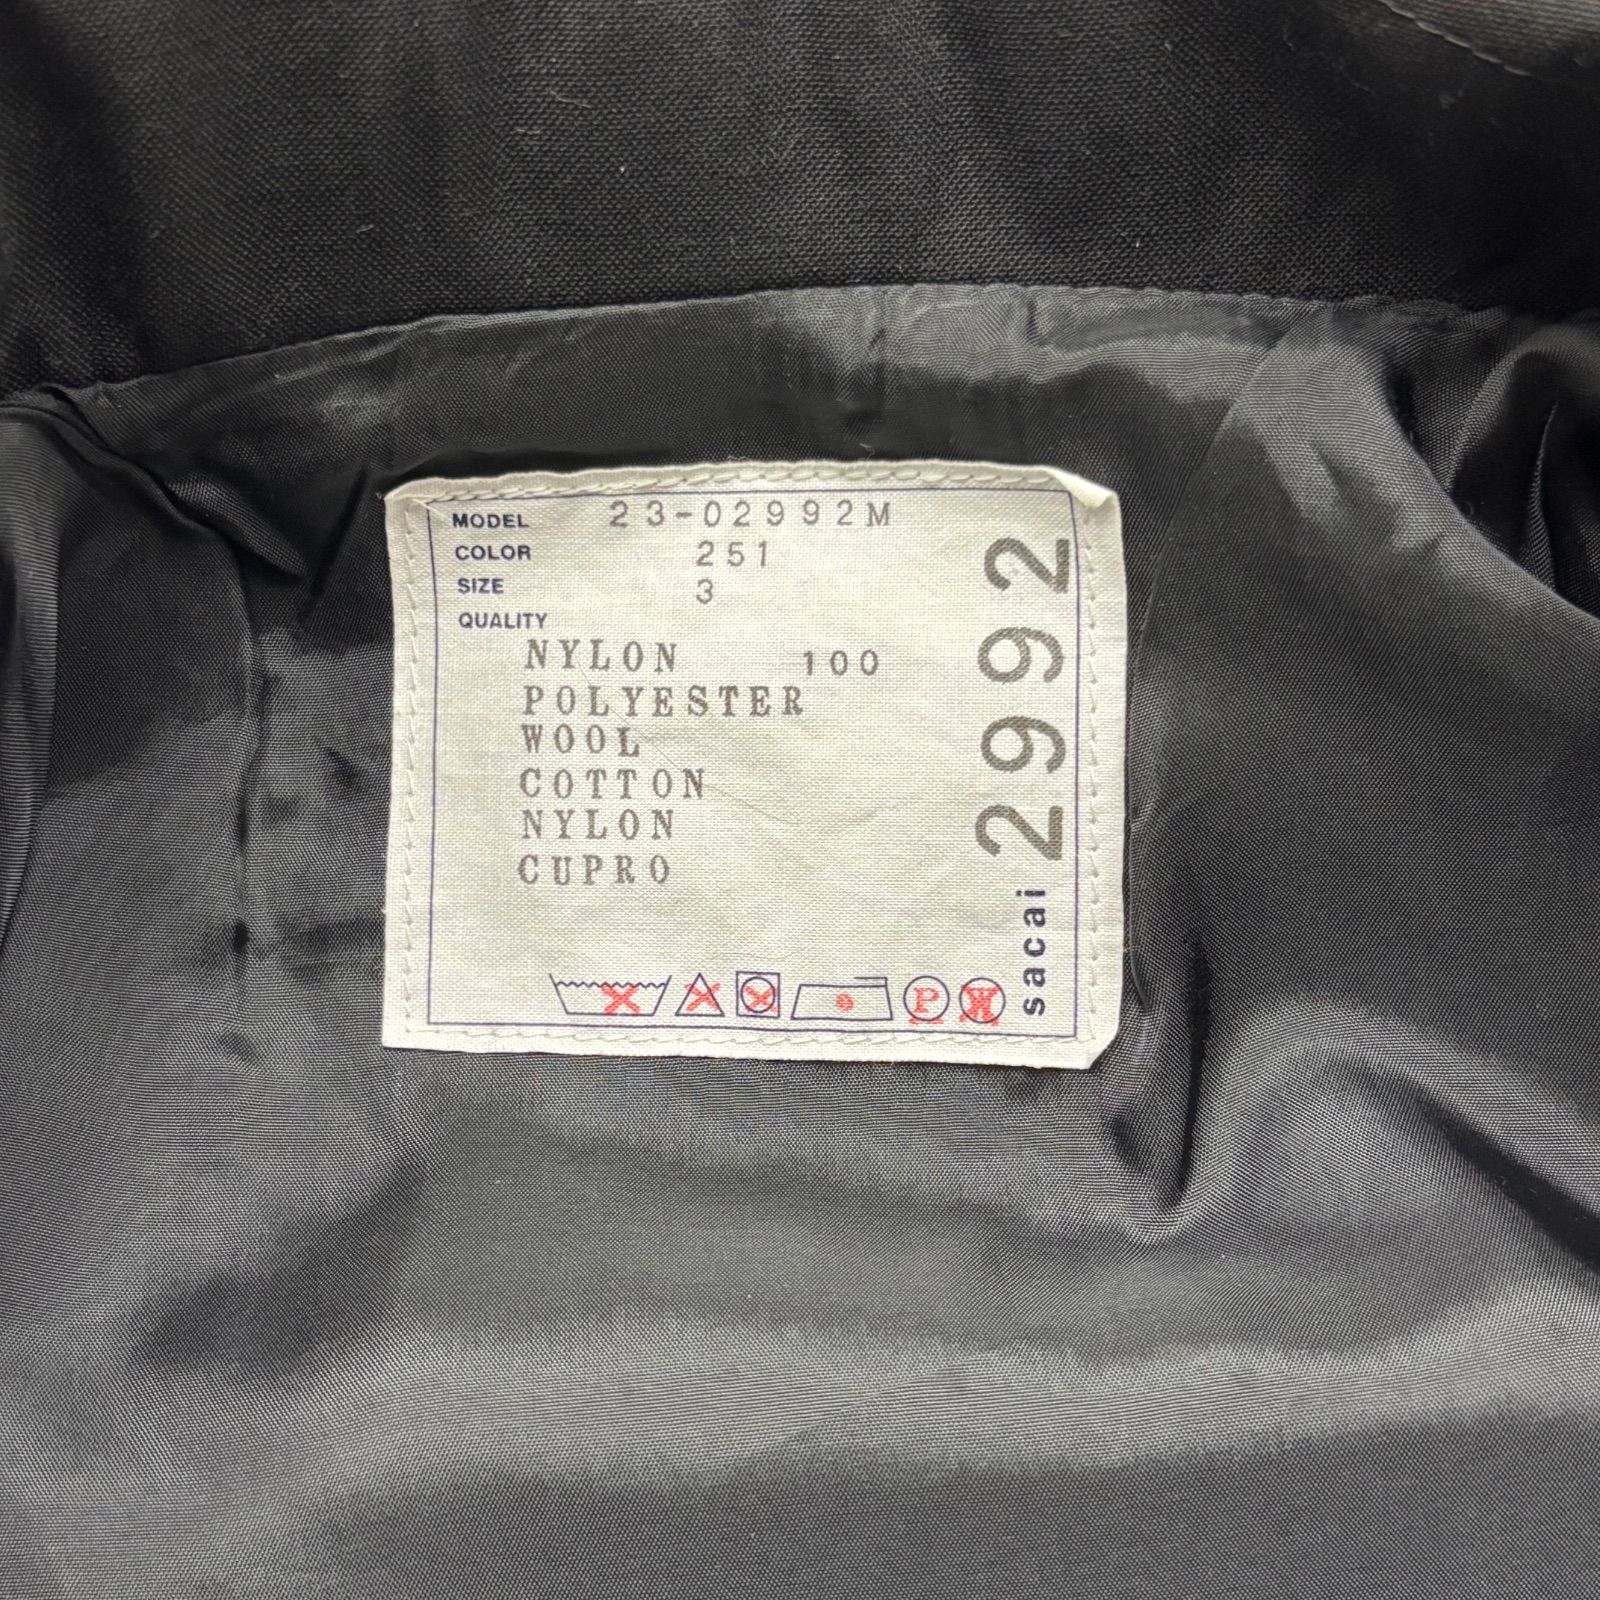 MODEL 23-02992M
COLOR 251
SIZE 3
QUALITY
NYLON 100
POLYESTER
WOOL
COTTON
NYLON
CUPRO
P W
sacai 2992